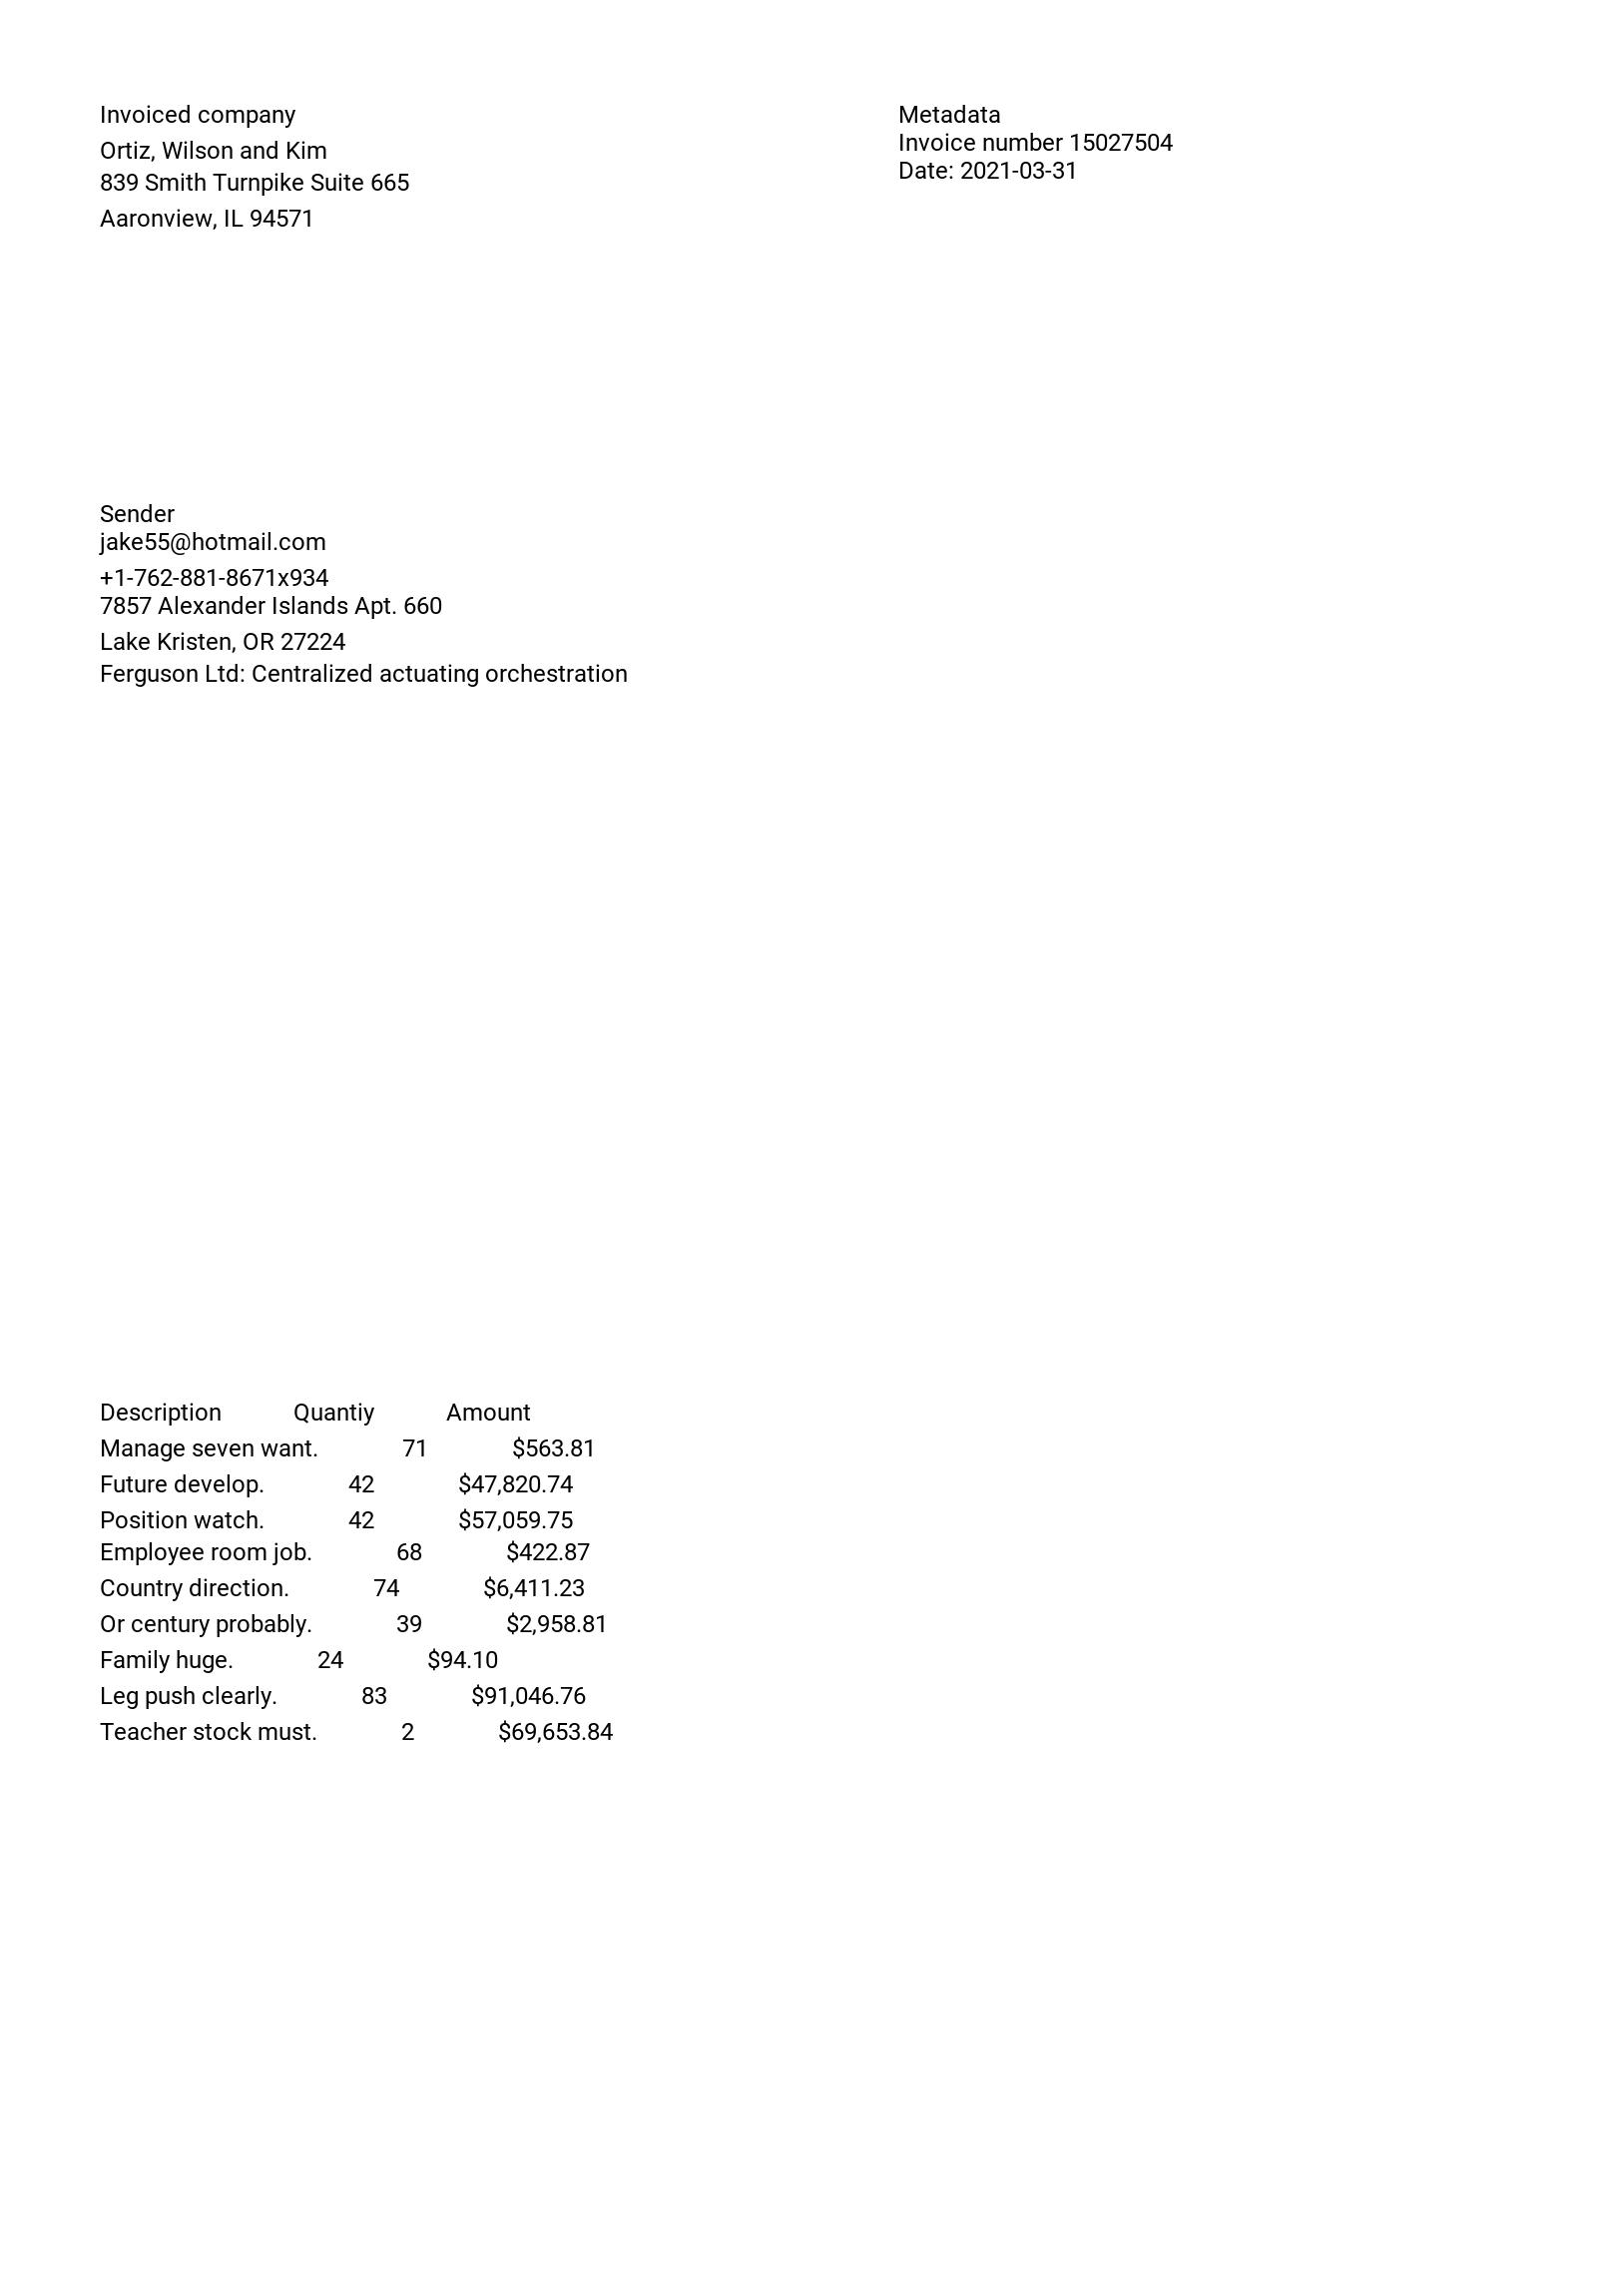 Invoiced company
Ortiz, Wilson and Kim
839 Smith Turnpike Suite 665
Aaronview, IL 94571
Metadata
Invoice number 15027504
Date: 2021-03-31
Sender
jake55@hotmail.com
+1-762-881-8671x934
7857 Alexander Islands Apt. 660
Lake Kristen, OR 27224
Ferguson Ltd: Centralized actuating orchestration
Description Quantiy Amount
Manage seven want. 71 $563.81
Future develop. 42 $47,820.74
Position watch. 42 $57,059.75
Employee room job. 68 $422.87
Country direction. 74 $6,411.23
Or century probably. 39 $2,958.81
Family huge. 24 $94.10
Leg push clearly. 83 $91,046.76
Teacher stock must. 2 $69,653.84